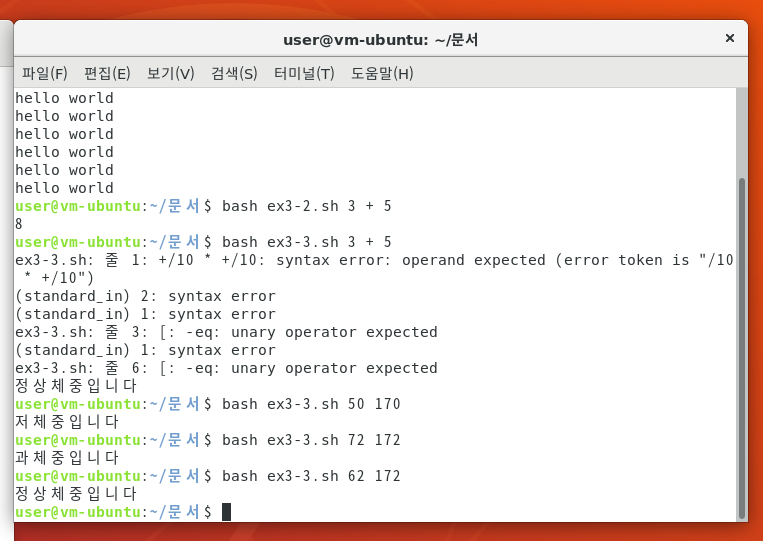 user@vm-ubuntu: ~/문서
파일(F) 편집(E) 보기(V) 검색(S) 터미널(T) 도움말(H)
hello world
hello world
hello world
hello world
hello world
hello world
user@vm-ubuntu:~/문서$ bash ex3-2.sh 3 + 5
8
user@vm-ubuntu:~/문서$ bash ex3-3.sh 3 + 5
ex3-3.sh: 줄 1: +/10 * +/10: syntax error: operand expected (error token is "/10
 * +/10")
(standard_in) 2: syntax error
(standard_in) 1: syntax error
ex3-3.sh: 줄 3: [: -eq: unary operator expected
(standard_in) 1: syntax error
ex3-3.sh: 줄 6: [: -eq: unary operator expected
정상체중입니다
user@vm-ubuntu:~/문서$ bash ex3-3.sh 50 170
저체중입니다
user@vm-ubuntu:~/문서$ bash ex3-3.sh 72 172
과체중입니다
user@vm-ubuntu:~/문서$ bash ex3-3.sh 62 172
정상체중입니다
user@vm-ubuntu:~/문서$